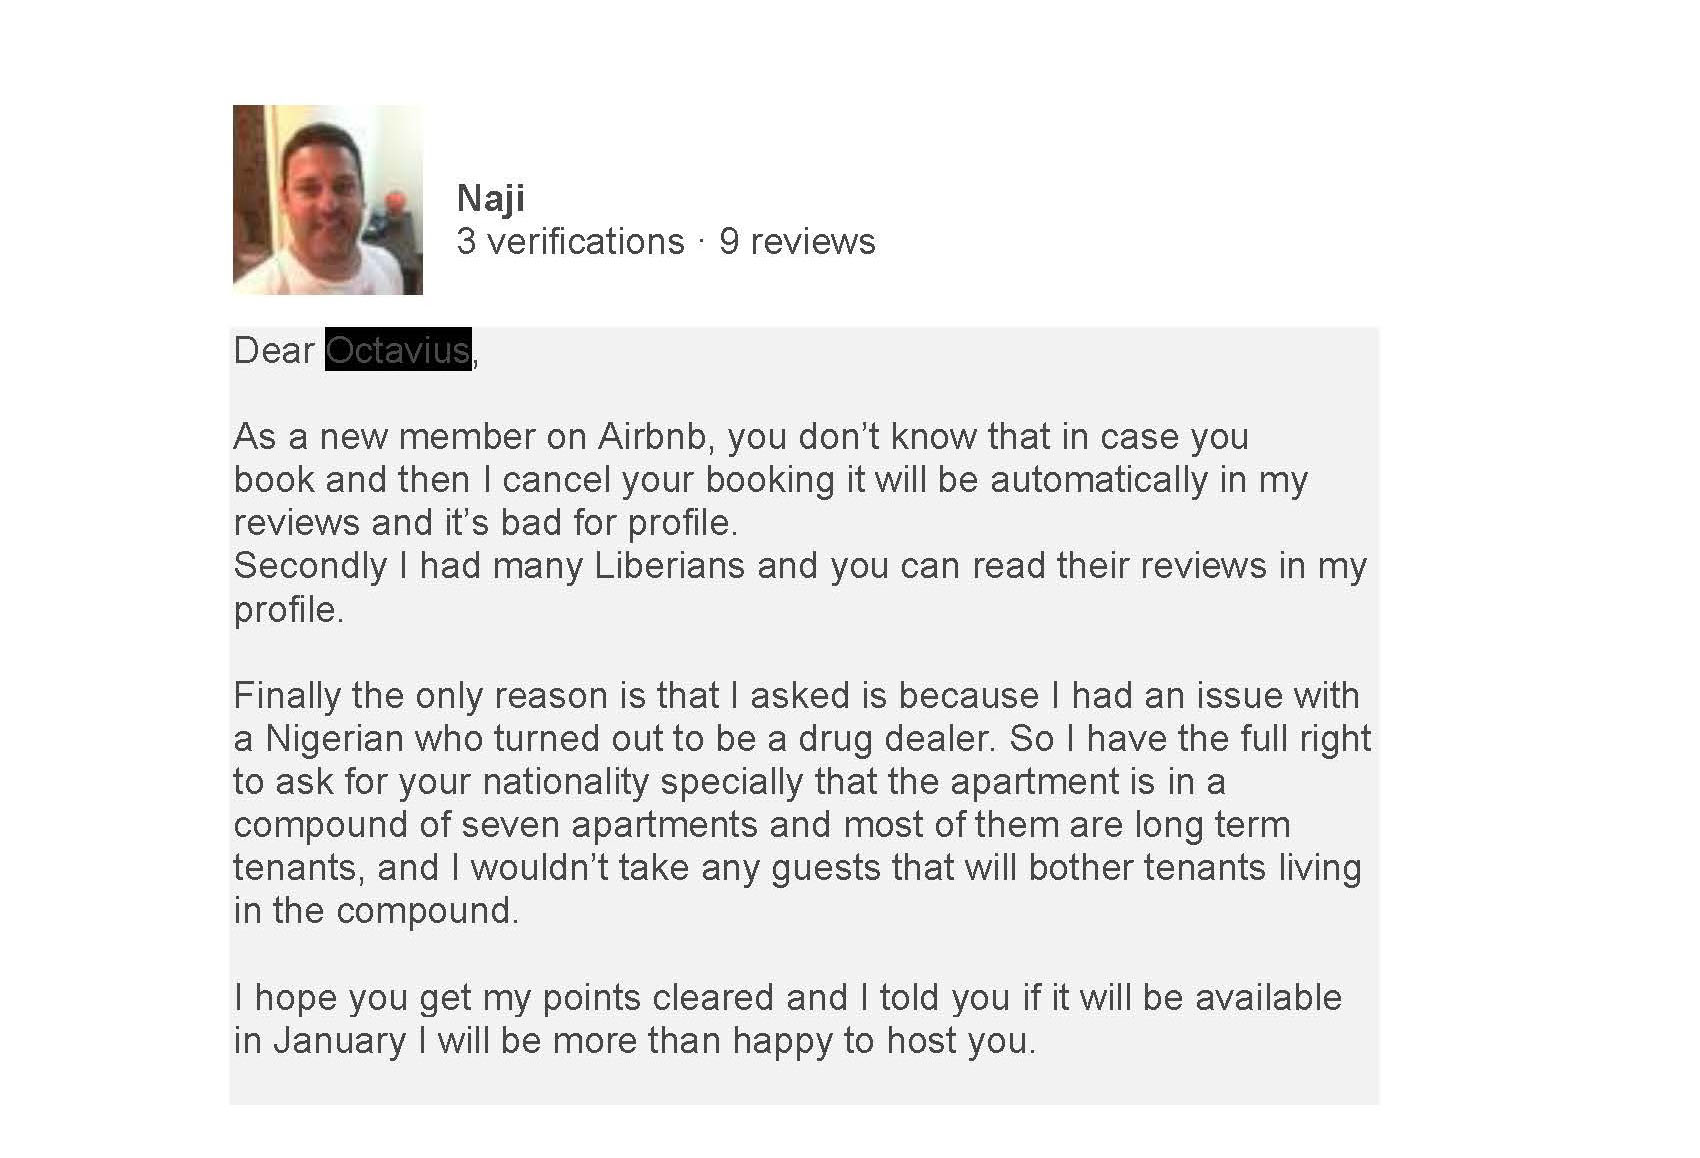 Naji
3 verifications · 9 reviews
Dear Octavius,
As a new member on Airbnb, you don’t know that in case you
book and then I cancel your booking it will be automatically in my
reviews and it’s bad for profile.
Secondly I had many Liberians and you can read their reviews in my
profile.
Finally the only reason is that I asked is because I had an issue with
a Nigerian who turned out to be a drug dealer. So I have the full right
to ask for your nationality specially that the apartment is in a
compound of seven apartments and most of them are long term
tenants, and I wouldn’t take any guests that will bother tenants living
in the compound.
I hope you get my points cleared and I told you if it will be available
in January I will be more than happy to host you.